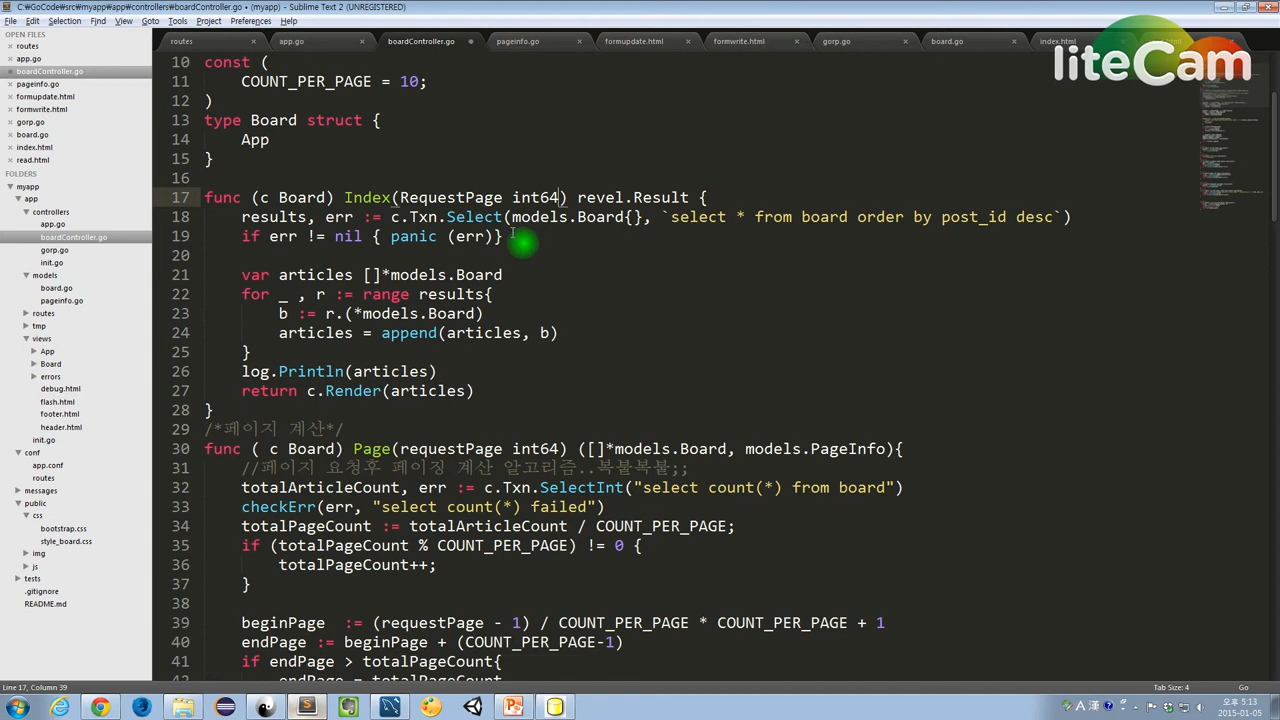 C:₩GoCode₩src₩myapp₩app₩controllers₩boardController.go • (myapp) - Sublime Text 2 (UNREGISTERED)
File Edit Selection Find View Goto Tools Project Preferences Help
OPEN FILES
routes
app.go
boardController.go
pageinfo.go
formupdate.html
formwrite.html
gorp.go
board.go
index.html
read.html
FOLDERS
myapp
app
controllers
app.go
boardController.go
gorp.go
init.go
models
board.go
pageinfo.go
routes
tmp
views
App
Board
errors
debug.html
flash.html
footer.html
header.html
init.go
conf
app.conf
routes
messages
public
css
bootstrap.css
style_board.css
img
js
tests
.gitignore
README.md
routes app.go boardController.go pageinfo.go formupdate.html formwrite.html gorp.go board.go index.html
liteCam
10 const (
11 COUNT_PER_PAGE = 10;
12 )
13 type Board struct {
14 App
15 }
16
17 func (c Board) Index(RequestPage int64) revel.Result {
18 results, err := c.Txn.Select(models.Board{}, `select * from board order by post_id desc`)
19 if err != nil { panic (err)}
20
21 var articles []*models.Board
22 for _ , r := range results{
23 b := r.(*models.Board)
24 articles = append(articles, b)
25 }
26 log.Println(articles)
27 return c.Render(articles)
28 }
29 /*페이지 계산*/
30 func ( c Board) Page(requestPage int64) ([]*models.Board, models.PageInfo){
31 //페이지 요청후 페이징 계산 알고리즘..복붙복붙;;
32 totalArticleCount, err := c.Txn.SelectInt("select count(*) from board")
33 checkErr(err, "select count(*) failed")
34 totalPageCount := totalArticleCount / COUNT_PER_PAGE;
35 if (totalPageCount % COUNT_PER_PAGE) != 0 {
36 totalPageCount++;
37 }
38
39 beginPage := (requestPage - 1) / COUNT_PER_PAGE * COUNT_PER_PAGE + 1
40 endPage := beginPage + (COUNT_PER_PAGE-1)
41 if endPage > totalPageCount{
endPage = totalPageCount
Line 17, Column 39
Tab Size: 4 Go
A 漢
오후 5:13
2015-01-05